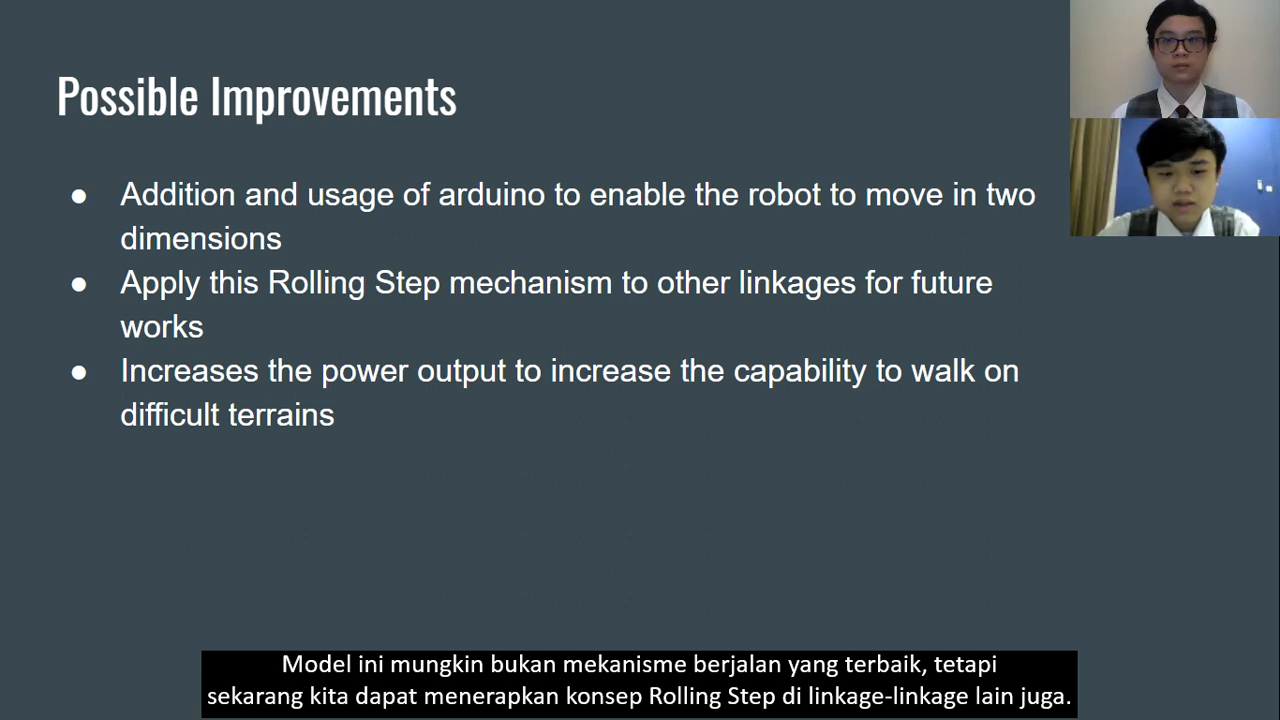 Possible Improvements
● Addition and usage of arduino to enable the robot to move in two
dimensions
● Apply this Rolling Step mechanism to other linkages for future
works
● Increases the power output to increase the capability to walk on
difficult terrains
Model ini mungkin bukan mekanisme berjalan yang terbaik, tetapi
sekarang kita dapat menerapkan konsep Rolling Step di linkage-linkage lain juga.